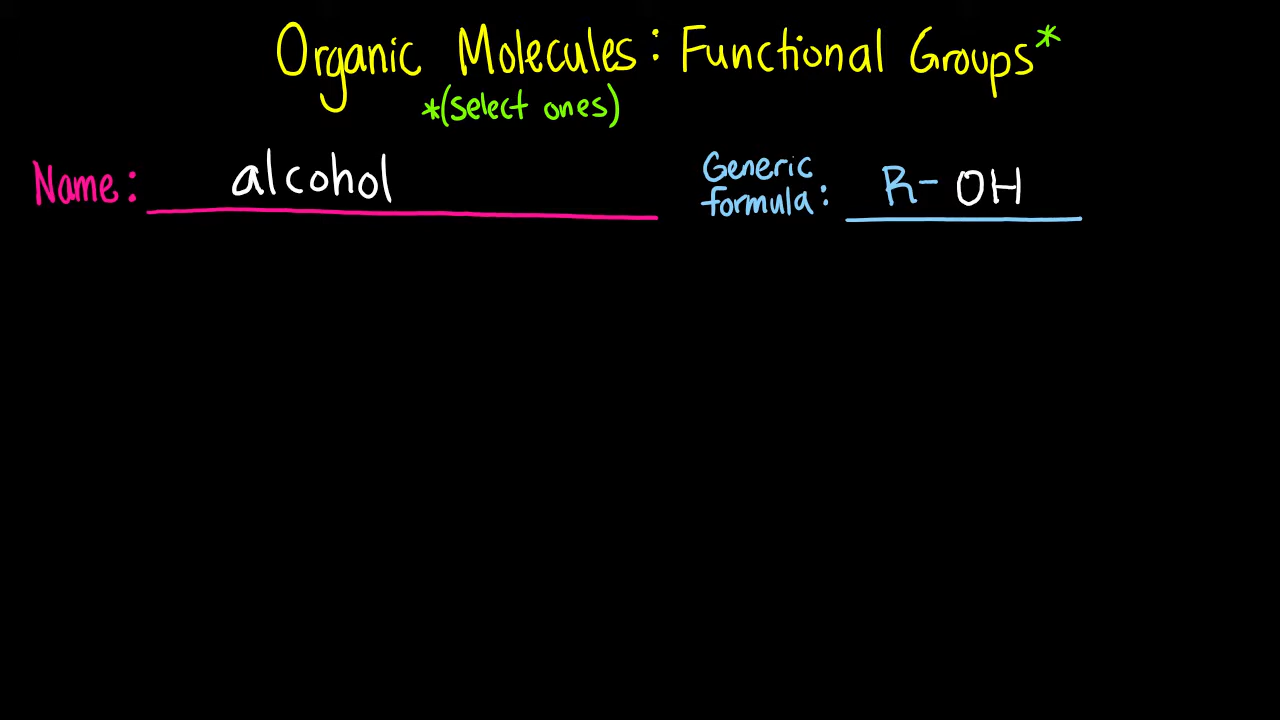 Organic Molecules: Functional Groups*
*(select ones)
Name: alcohol
Generic formula: R-OH